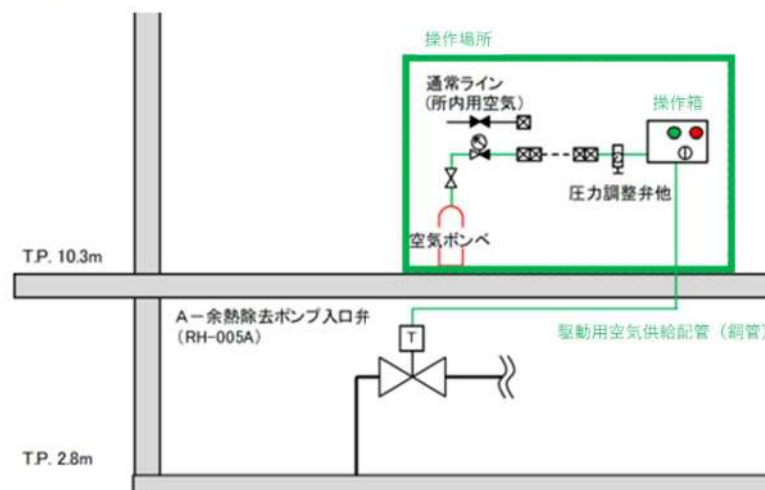 操作場所
通常ライン
(所内用空気)
操作箱
圧力調整弁他
空気ボンベ
T.P. 10.3m
A-余熱除去ポンプ入口弁
(RH-005A)
駆動用空気供給配管(銅管)
T
T.P. 2.8m